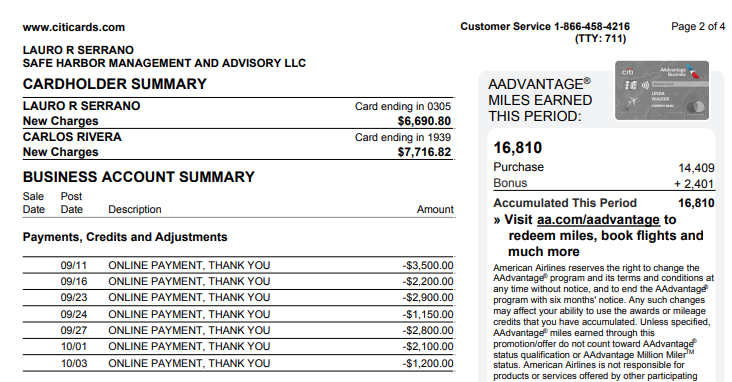 www.citicards.com
Customer Service 1-866-458-4216
(TTY: 711)
Page 2 of 4
LAURO R SERRANO
SAFE HARBOR MANAGEMENT AND ADVISORY LLC
CARDHOLDER SUMMARY
LAURO R SERRANO Card ending in 0305
New Charges $6,690.80
CARLOS RIVERA Card ending in 1939
New Charges $7,716.82
BUSINESS ACCOUNT SUMMARY
Sale Post
Date Date Description Amount
Payments, Credits and Adjustments
09/11 ONLINE PAYMENT, THANK YOU -$3,500.00
09/16 ONLINE PAYMENT, THANK YOU -$2,200.00
09/23 ONLINE PAYMENT, THANK YOU -$2,900.00
09/24 ONLINE PAYMENT, THANK YOU -$1,150.00
09/27 ONLINE PAYMENT, THANK YOU -$2,800.00
10/01 ONLINE PAYMENT, THANK YOU -$2,100.00
10/03 ONLINE PAYMENT, THANK YOU -$1,200.00
AADVANTAGE®
MILES EARNED
THIS PERIOD:
citi
AAdvantage
Business
LINDA
WALKER
16,810
Purchase 14,409
Bonus + 2,401
Accumulated This Period 16,810
» Visit aa.com/aadvantage to
redeem miles, book flights and
much more
American Airlines reserves the right to change the
AAdvantage® program and its terms and conditions at
any time without notice, and to end the AAdvantage®
program with six months' notice. Any such changes
may affect your ability to use the awards or mileage
credits that you have accumulated. Unless specified,
AAdvantage® miles earned through this
promotion/offer do not count toward AAdvantage®
status qualification or AAdvantage Million Miler™
status. American Airlines is not responsible for
products or services offered by other participating